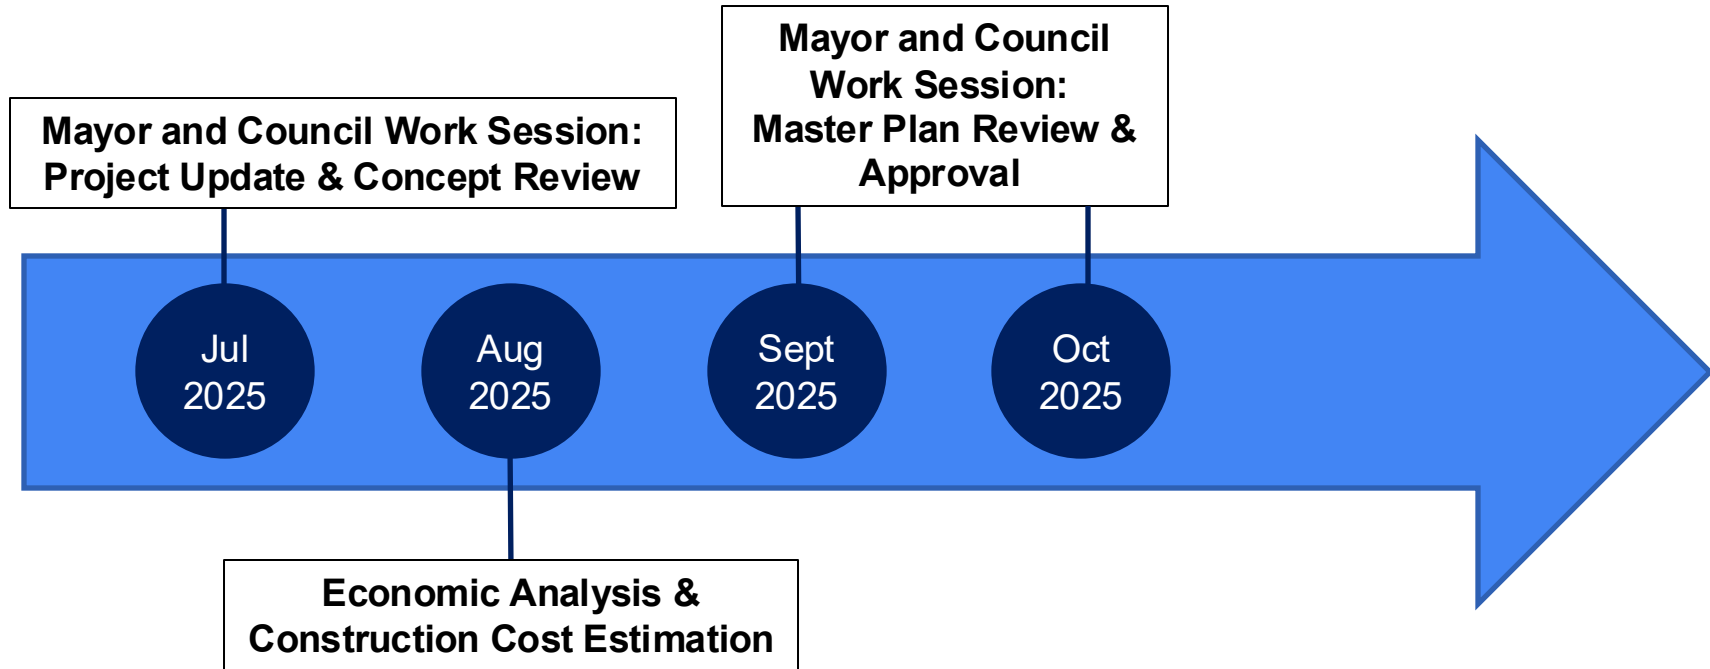 Mayor and Council Work Session:
Project Update & Concept Review
Mayor and Council
Work Session:
Master Plan Review &
Approval
Jul
2025
Aug
2025
Sept
2025
Oct
2025
Economic Analysis &
Construction Cost Estimation